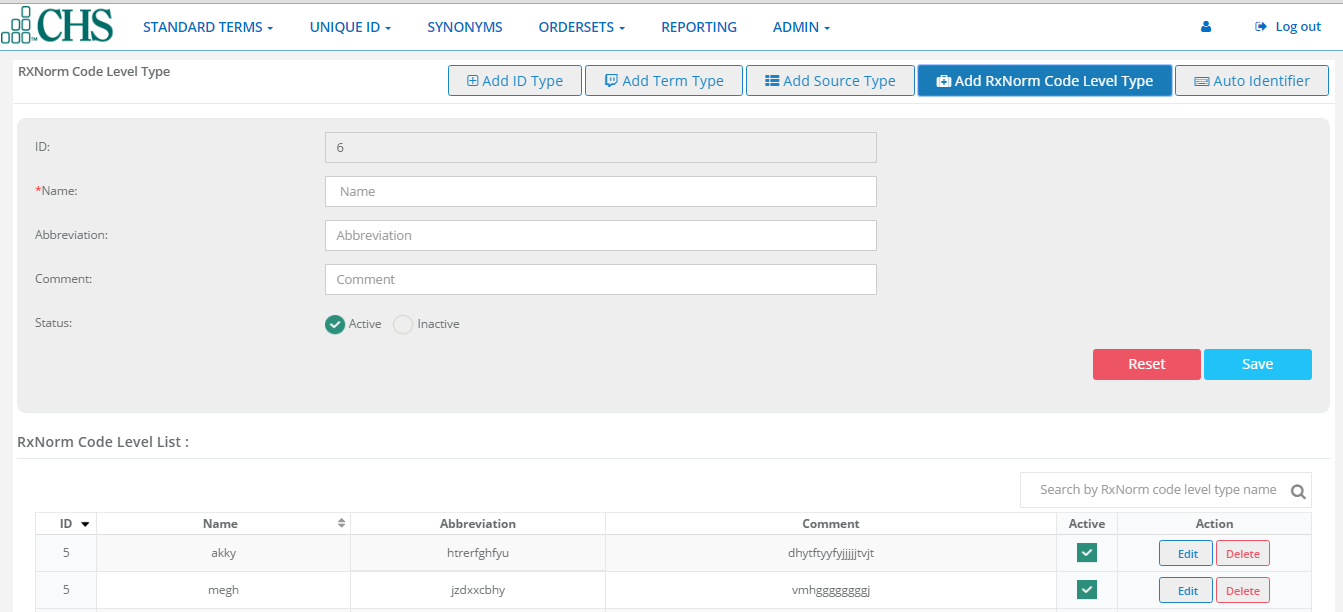 CHS STANDARD TERMS UNIQUE ID SYNONYMS ORDERSETS REPORTING ADMIN Log out
RXNorm Code Level Type Add ID Type Add Term Type Add Source Type Add RxNorm Code Level Type Auto Identifier
ID: 6
*Name: Name
Abbreviation: Abbreviation
Comment: Comment
Status: Active Inactive
Reset Save
RxNorm Code Level List :
Search by RxNorm code level type name
ID Name Abbreviation Comment Active Action
5 akky htrerfghfyu dhytftyyfyjjjjjtvjt Edit Delete
5 megh jzdxxcbhy vmhggggggggj Edit Delete